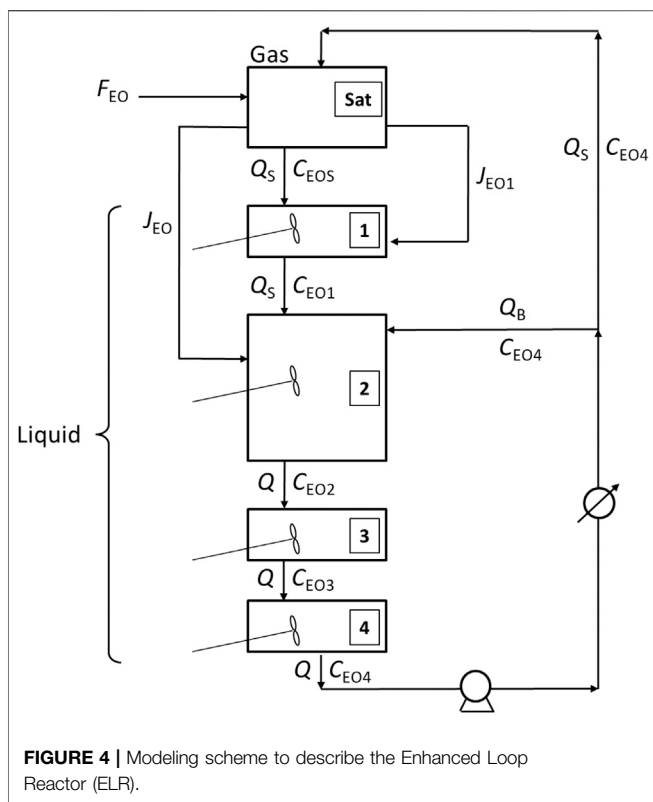 Gas
F_EO
Sat
Q_S C_EO4
Q_S C_EOS
J_EO1
J_EO
1
Q_S C_EO1
Q_B
C_EO4
2
Liquid
Q C_EO2
3
Q C_EO3
4
Q C_EO4
FIGURE 4 | Modeling scheme to describe the Enhanced Loop
Reactor (ELR).